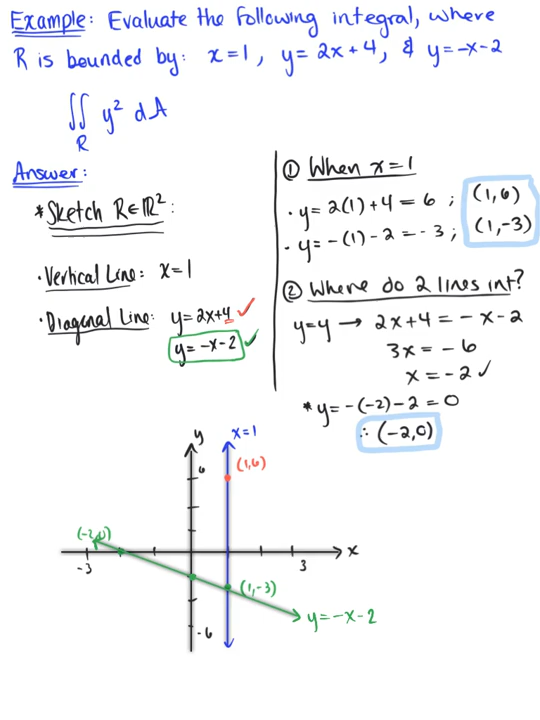 Example: Evaluate the following integral, where
R is bounded by: x=1, y=2x+4, & y=-x-2
∬ y² dA
R
Answer:
*Sketch R∈ℝ²:
·Vertical Line: x=1
·Diagonal Line: y=2x+4 ✓
y=-x-2 ✓
① When x=1
·y=2(1)+4=6; (1,6)
·y=-(1)-2=-3; (1,-3)
② Where do 2 lines int?
y=y → 2x+4=-x-2
3x=-6
x=-2 ✓
*y=-(-2)-2=0
∴ (-2,0)
y x=1
6 (1,6)
(-2,0)
x
-3 3
(1,-3)
y=-x-2
-6